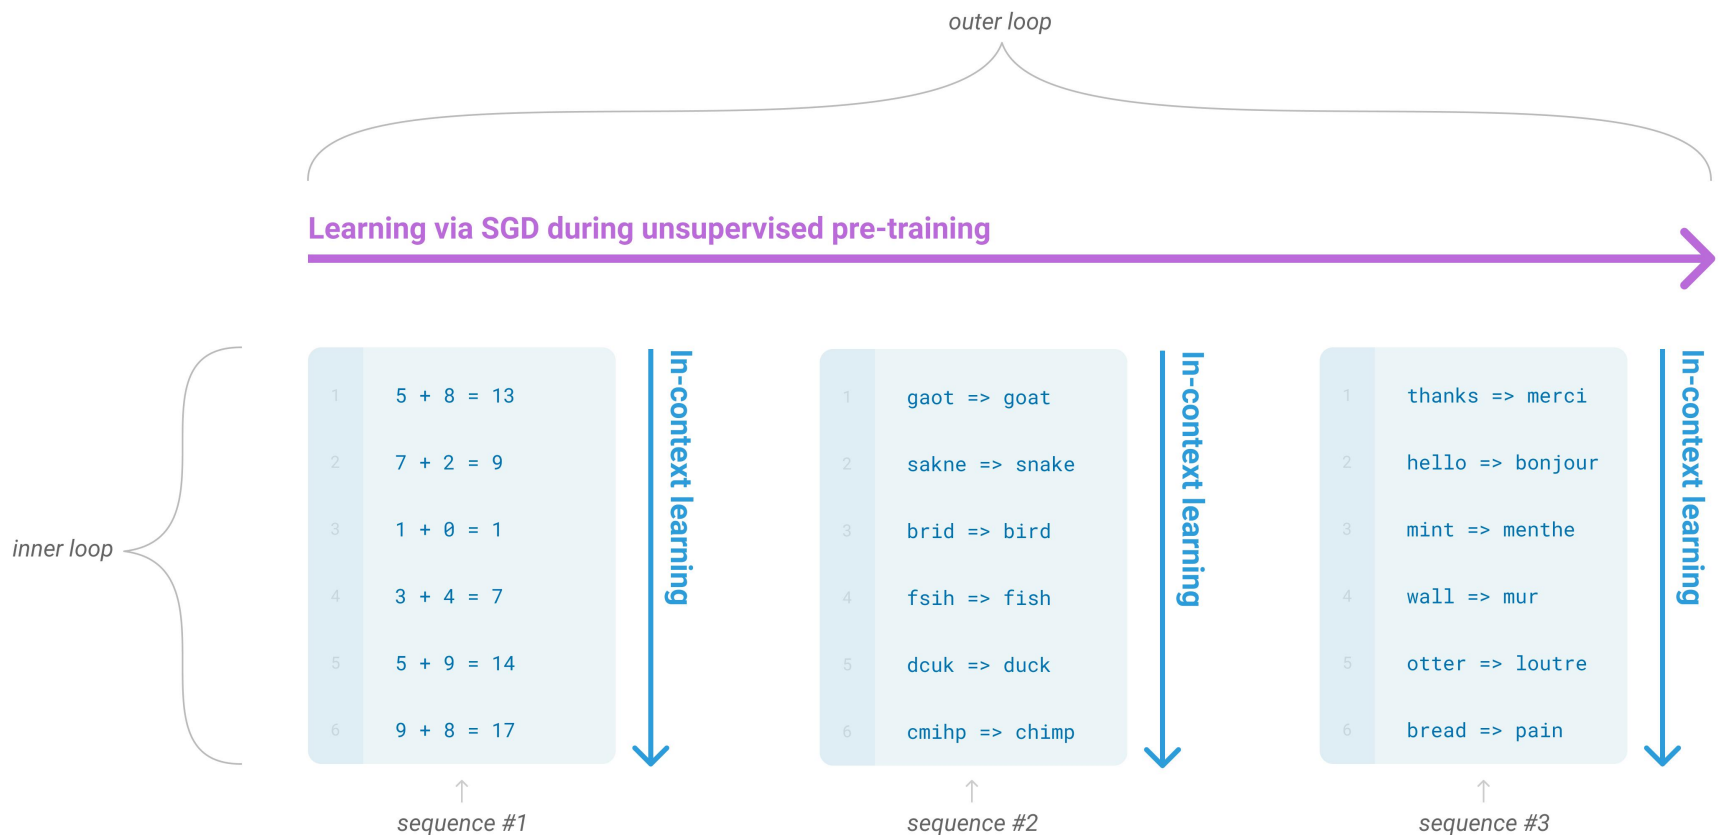 outer loop
Learning via SGD during unsupervised pre-training
inner loop
1 5 + 8 = 13
2 7 + 2 = 9
3 1 + 0 = 1
4 3 + 4 = 7
5 5 + 9 = 14
6 9 + 8 = 17
In-context learning
sequence #1
1 gaot => goat
2 sakne => snake
3 brid => bird
4 fsih => fish
5 dcuk => duck
6 cmihp => chimp
In-context learning
sequence #2
1 thanks => merci
2 hello => bonjour
3 mint => menthe
4 wall => mur
5 otter => loutre
6 bread => pain
In-context learning
sequence #3